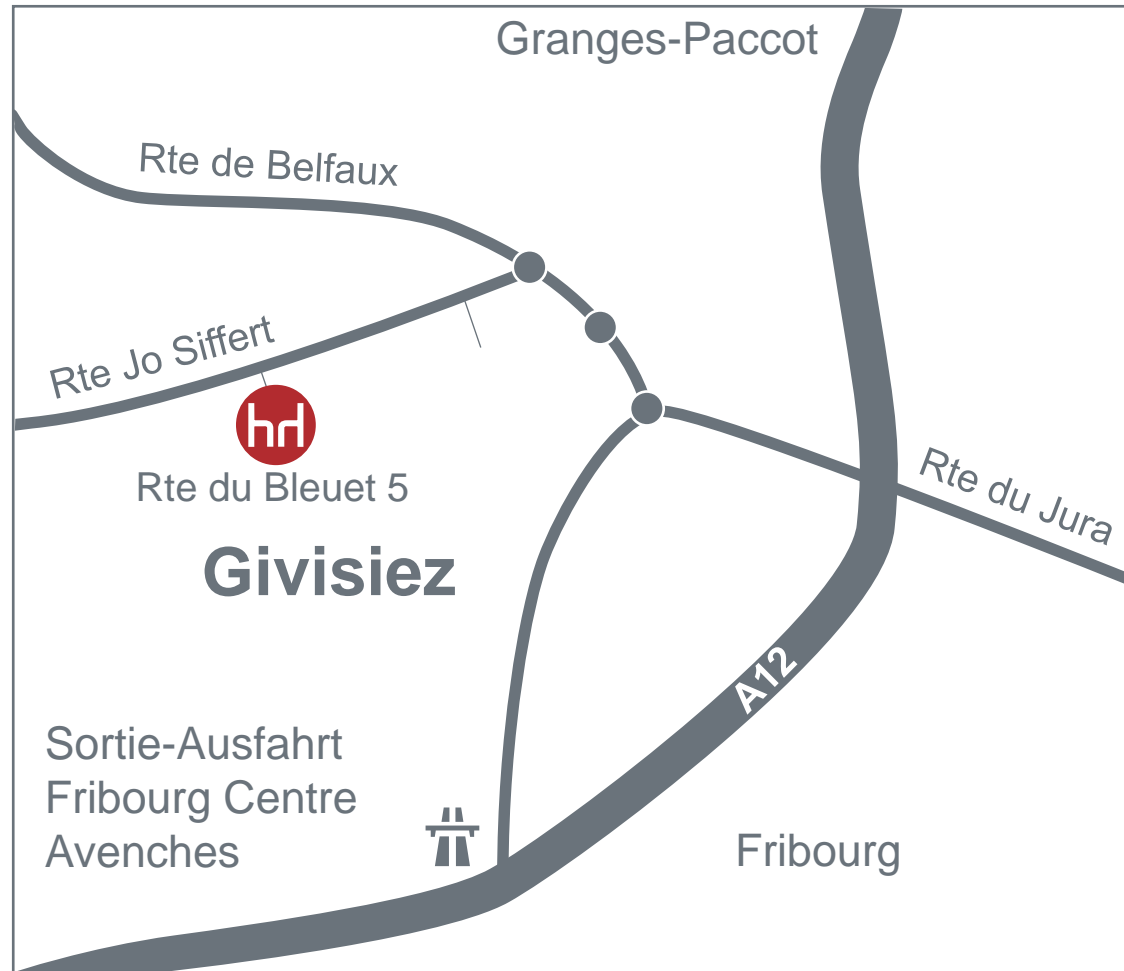 Granges-Paccot
Rte de Belfaux
Rte Jo Siffert
hd
Rte du Bleuet 5
Rte du Jura
Givisiez
A12
Sortie-Ausfahrt
Fribourg Centre
Avenches
Fribourg